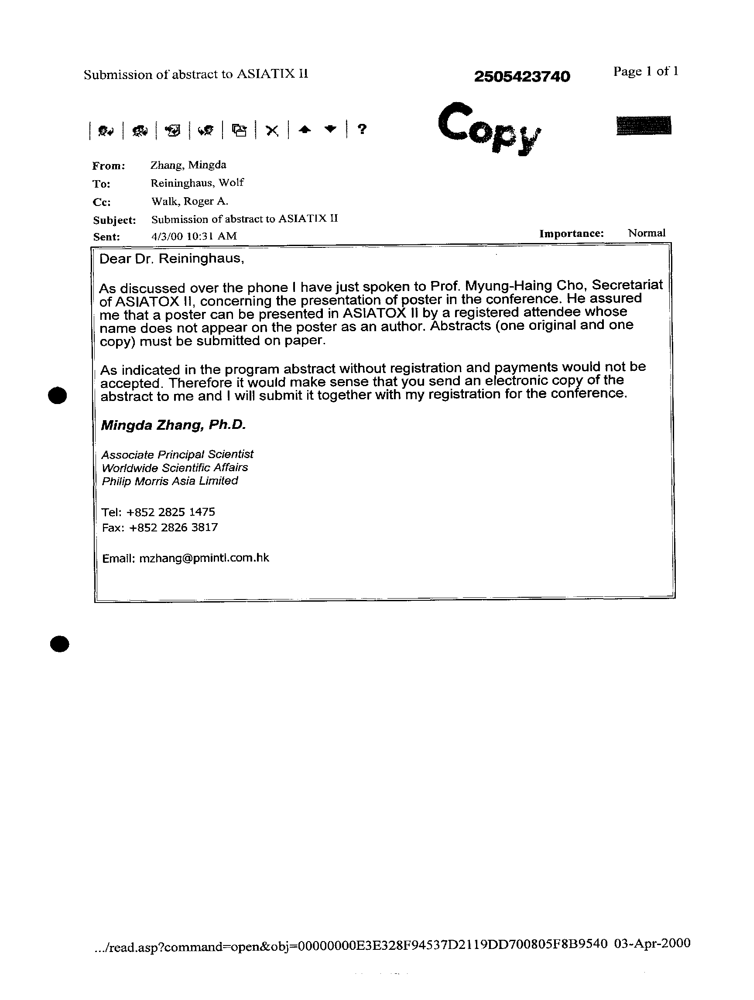 Submission of abstract to ASIATIX II
2505423740
Page 1 of 1
Copy
?
From: Zhang, Mingda
To: Reininghaus, Wolf
Cc: Walk, Roger A.
Subject: Submission of abstract to ASIATIX II
Sent: 4/3/00 10:31 AM
Importance: Normal
Dear Dr. Reininghaus,
As discussed over the phone I have just spoken to Prof. Myung-Haing Cho, Secretariat
of ASIATOX II, concerning the presentation of poster in the conference. He assured
me that a poster can be presented in ASIATOX II by a registered attendee whose
name does not appear on the poster as an author. Abstracts (one original and one
copy) must be submitted on paper.
As indicated in the program abstract without registration and payments would not be
accepted. Therefore it would make sense that you send an electronic copy of the
abstract to me and I will submit it together with my registration for the conference.
Mingda Zhang, Ph.D.
Associate Principal Scientist
Worldwide Scientific Affairs
Philip Morris Asia Limited
Tel: +852 2825 1475
Fax: +852 2826 3817
Email: mzhang@pmintl.com.hk
.../read.asp?command=open&obj=00000000E3E328F94537D2119DD700805F8B9540 03-Apr-2000